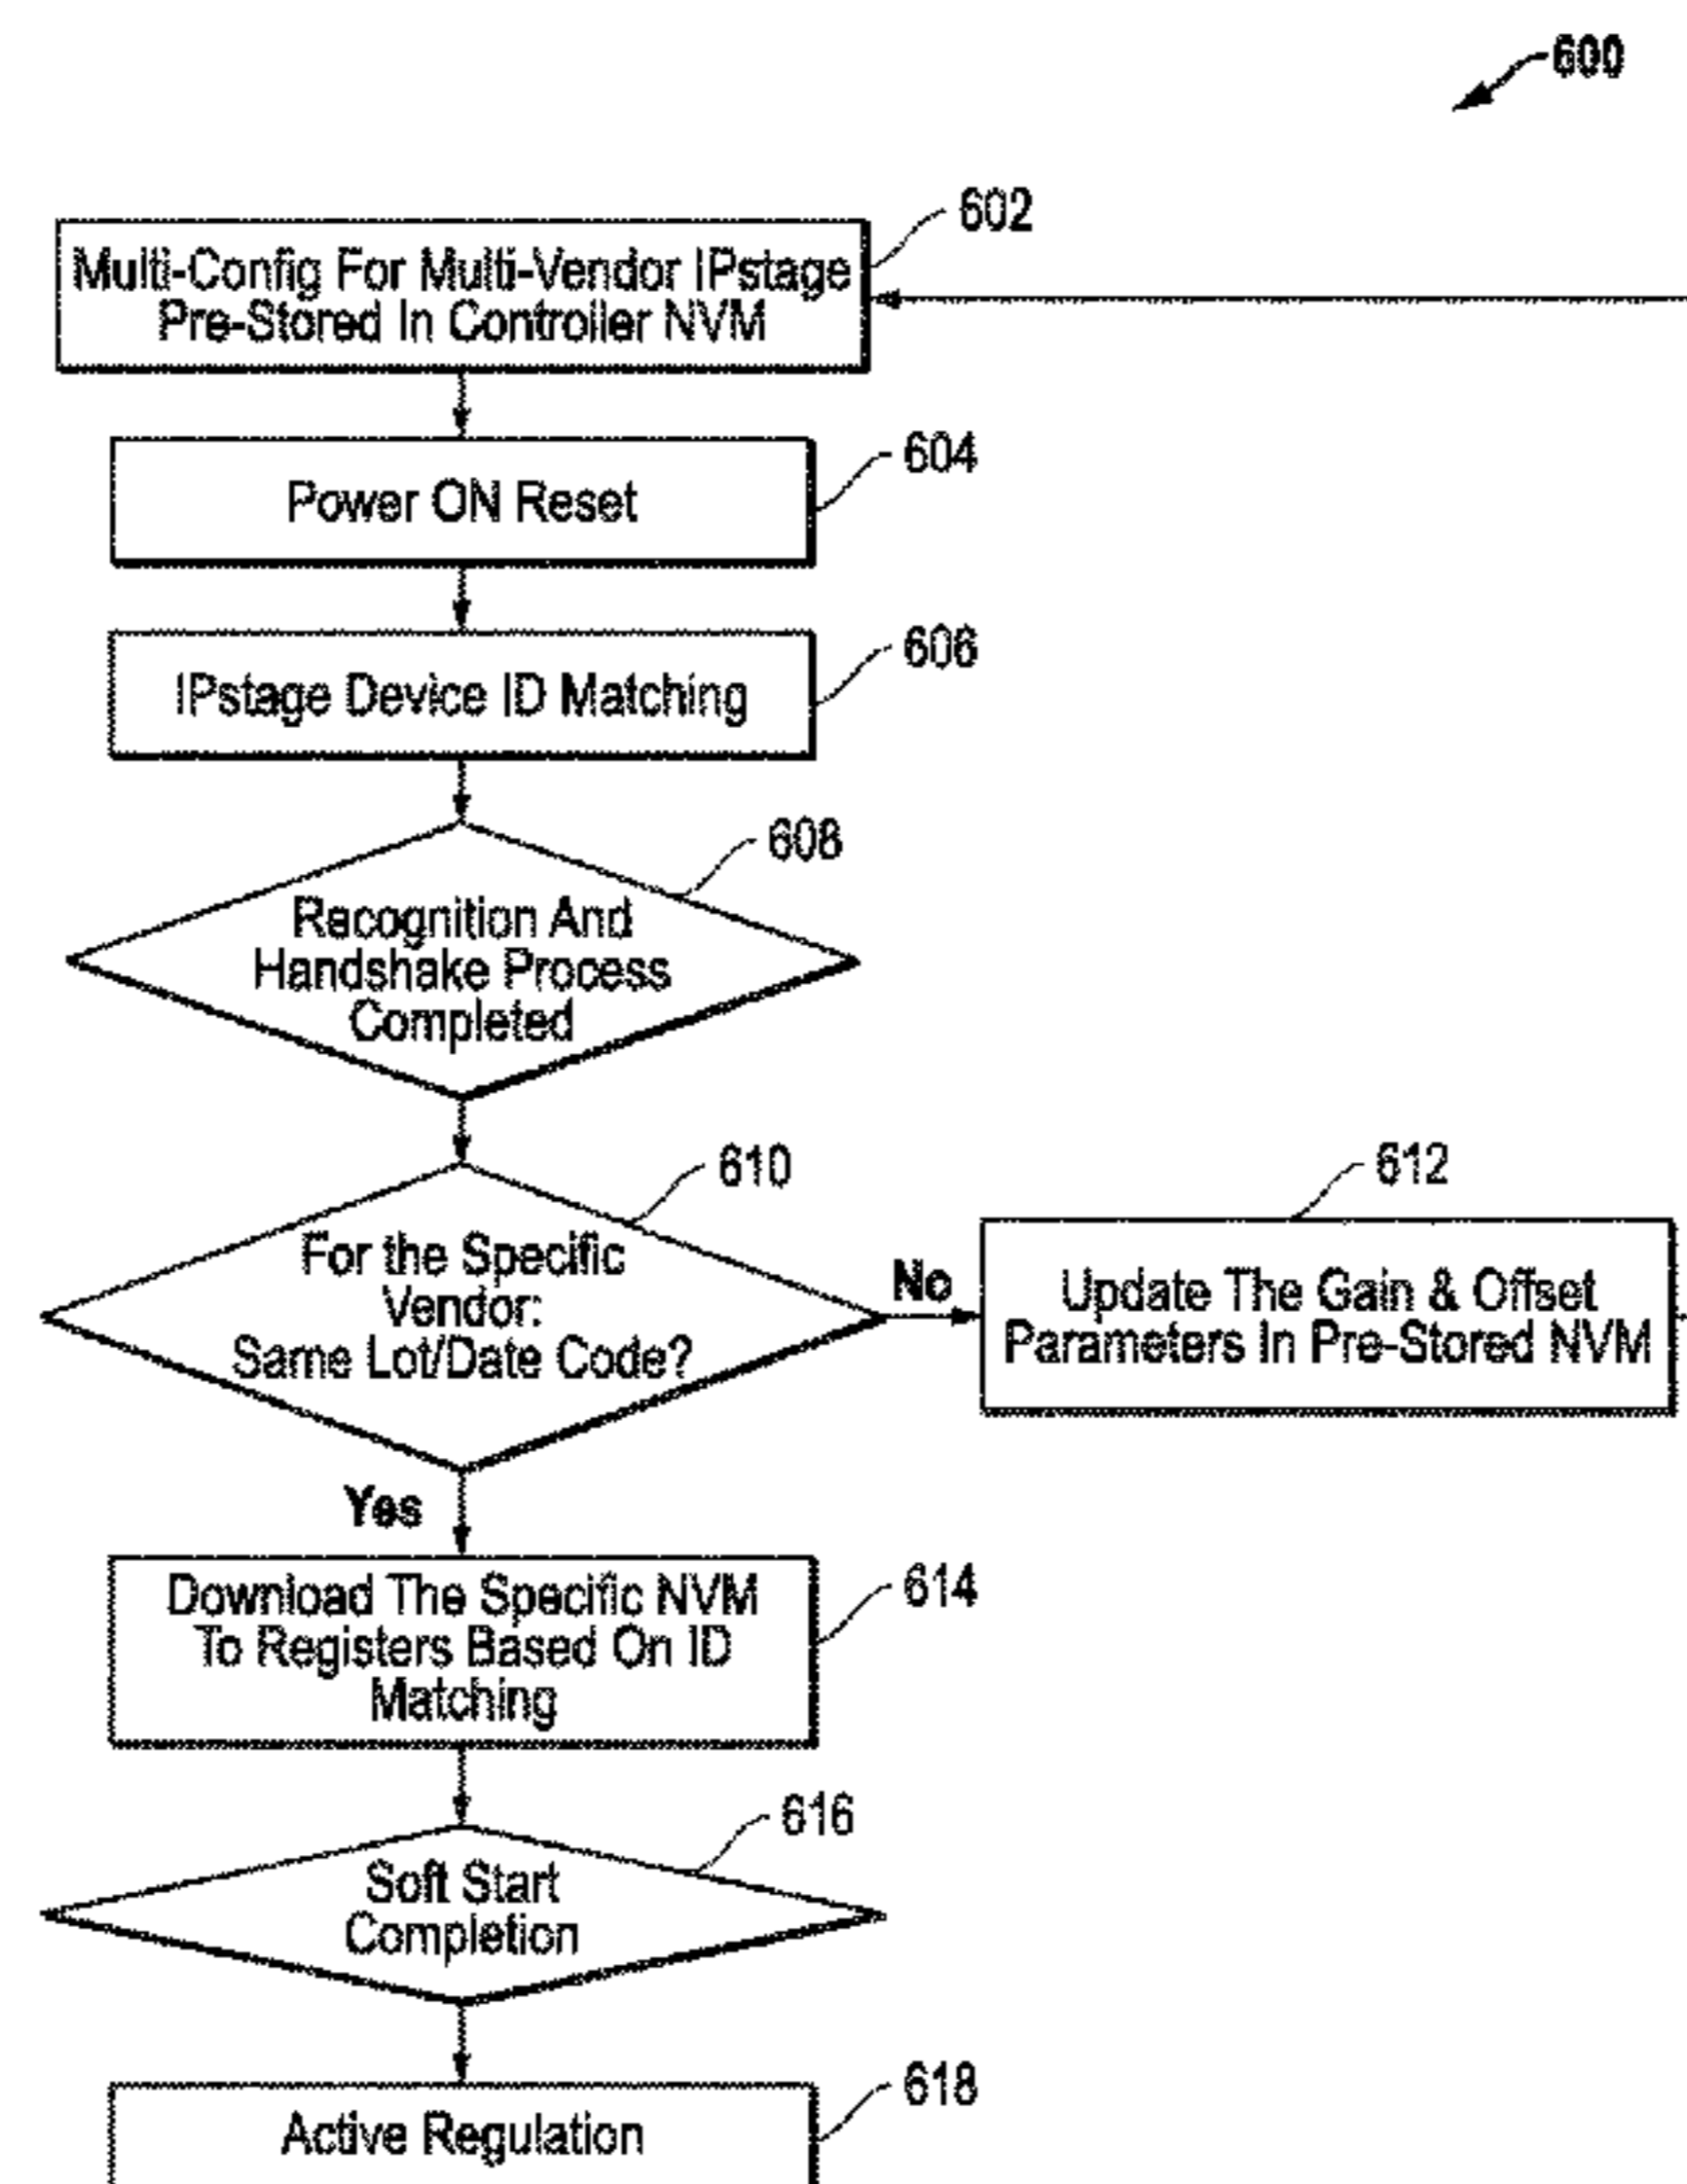 600
602
Multi-Config For Multi-Vendor IPstage
Pre-Stored In Controller NVM
604
Power ON Reset
606
IPstage Device ID Matching
608
Recognition And
Handshake Process
Completed
610
For the Specific
Vendor:
Same Lot/Date Code?
No
612
Update The Gain & Offset
Parameters In Pre-Stored NVM
Yes
614
Download The Specific NVM
To Registers Based On ID
Matching
616
Soft Start
Completion
618
Active Regulation